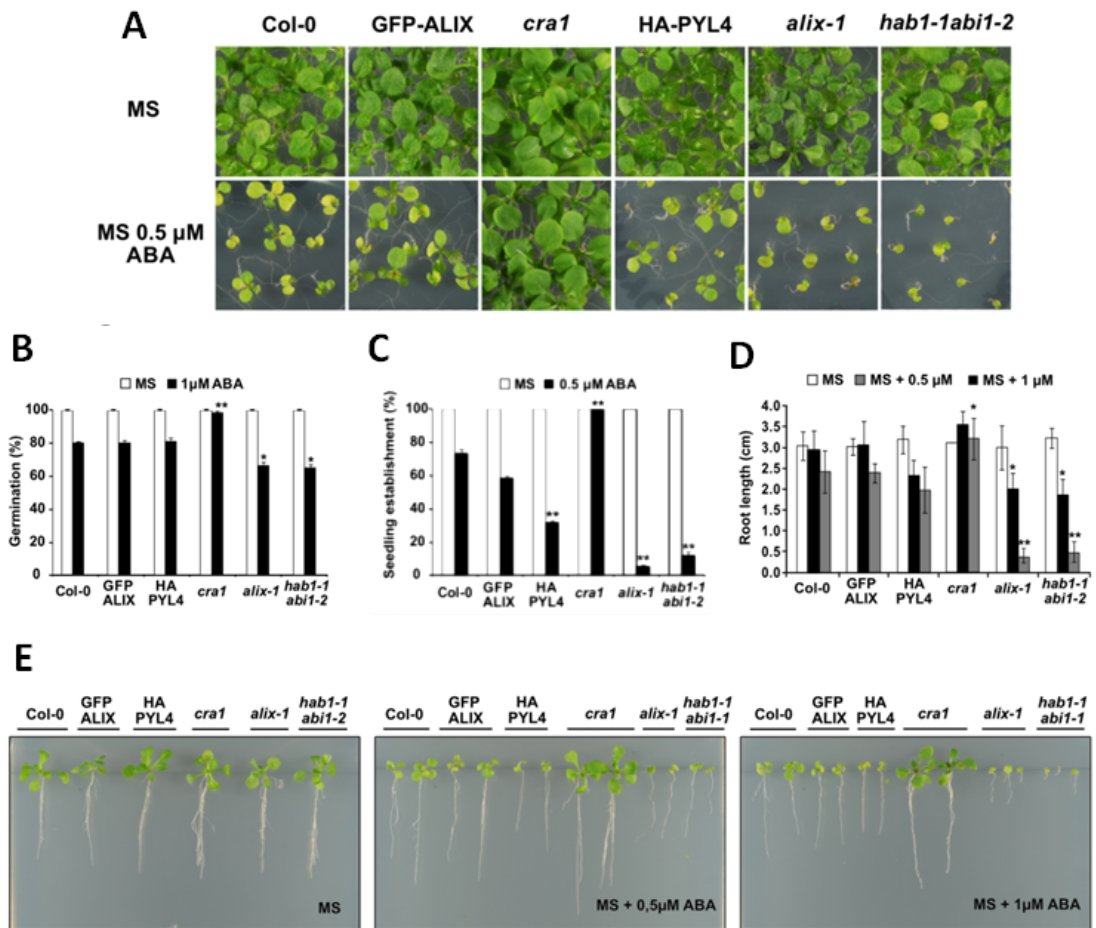 A
Col-0 GFP-ALIX cra1 HA-PYL4 alix-1 hab1-1abi1-2
MS
MS 0.5 µM
ABA
B
MS 1µM ABA
Germination (%)
100
80
60
40
20
0
Col-0 GFP ALIX HA PYL4 cra1 alix-1 hab1-1 abi1-2
** * *
C
MS 0.5 µM ABA
Seedling establishment (%)
100
80
60
40
20
0
Col-0 GFP ALIX HA PYL4 cra1 alix-1 hab1-1 abi1-2
** ** ** **
D
MS MS + 0.5 µM MS + 1 µM
Root length (cm)
4.0
3.5
3.0
2.5
2.0
1.5
1.0
0.5
0.0
Col-0 GFP ALIX HA PYL4 cra1 alix-1 hab1-1 abi1-2
* * ** * **
E
Col-0 GFP ALIX HA PYL4 cra1 alix-1 hab1-1 abi1-2
MS
Col-0 GFP ALIX HA PYL4 cra1 alix-1 hab1-1 abi1-1
MS + 0,5µM ABA
Col-0 GFP ALIX HA PYL4 cra1 alix-1 hab1-1 abi1-1
MS + 1µM ABA